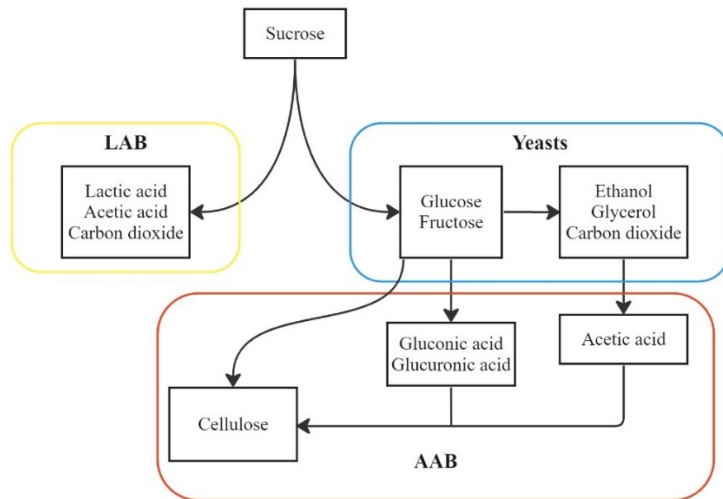 Sucrose
LAB
Lactic acid
Acetic acid
Carbon dioxide
Yeasts
Glucose
Fructose
Ethanol
Glycerol
Carbon dioxide
Gluconic acid
Glucuronic acid
Acetic acid
Cellulose
AAB